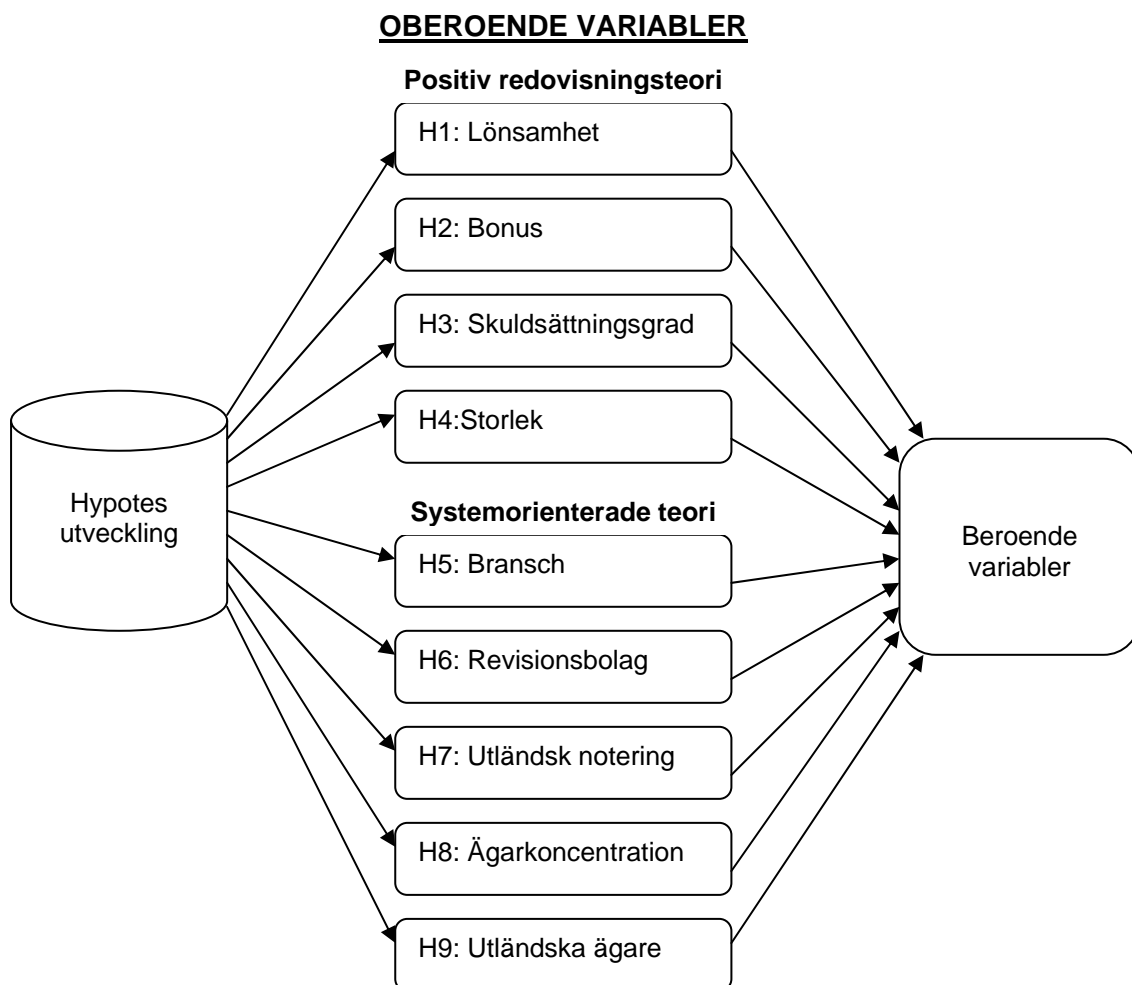 OBEROENDE VARIABLER
Positiv redovisningsteori
H1: Lönsamhet
H2: Bonus
H3: Skuldsättningsgrad
H4:Storlek
Hypotes
utveckling
Systemorienterade teori
H5: Bransch
Beroende
variabler
H6: Revisionsbolag
H7: Utländsk notering
H8: Ägarkoncentration
H9: Utländska ägare